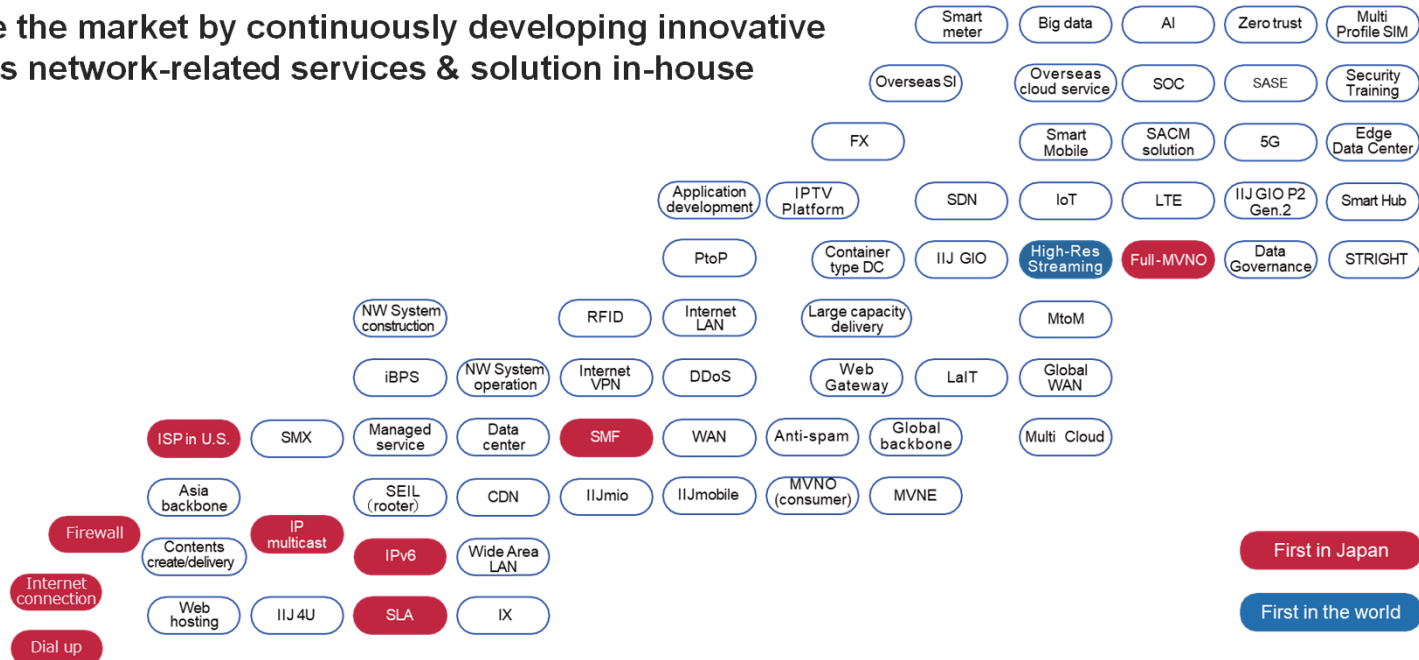 e the market by continuously developing innovative
s network-related services & solution in-house
Smart
meter
Big data
AI
Zero trust
Multi
Profile SIM
Overseas SI
Overseas
cloud service
SOC
SASE
Security
Training
FX
Smart
Mobile
SACM
solution
5G
Edge
Data Center
Application
development
IPTV
Platform
SDN
IoT
LTE
IIJ GIO P2
Gen.2
Smart Hub
PtoP
Container
type DC
IIJ GIO
High-Res
Streaming
Full-MVNO
Data
Governance
STRIGHT
NW System
construction
RFID
Internet
LAN
Large capacity
delivery
MtoM
iBPS
NW System
operation
Internet
VPN
DDoS
Web
Gateway
LaIT
Global
WAN
ISP in U.S.
SMX
Managed
service
Data
center
SMF
WAN
Anti-spam
Global
backbone
Multi Cloud
Asia
backbone
SEIL
(rooter)
CDN
IIJmio
IIJmobile
MVNO
(consumer)
MVNE
Firewall
IP
multicast
Contents
create/delivery
IPv6
Wide Area
LAN
First in Japan
Internet
connection
Web
hosting
IIJ 4U
SLA
IX
First in the world
Dial up